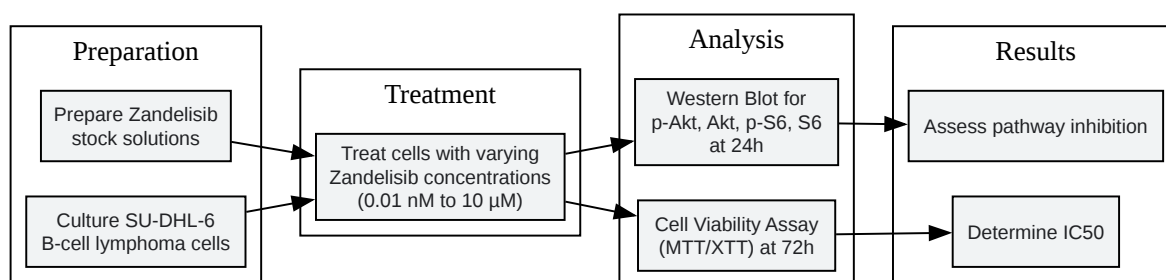 Preparation
Prepare Zandelisib
stock solutions
Culture SU-DHL-6
B-cell lymphoma cells
Treatment
Treat cells with varying
Zandelisib concentrations
(0.01 nM to 10 µM)
Analysis
Western Blot for
p-Akt, Akt, p-S6, S6
at 24h
Cell Viability Assay
(MTT/XTT) at 72h
Results
Assess pathway inhibition
Determine IC50